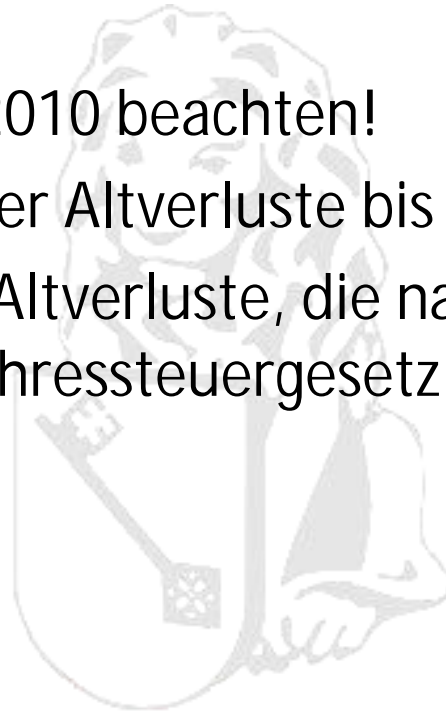 010 beachten!
er Altverluste bis
Altverluste, die na
hressteuergesetz